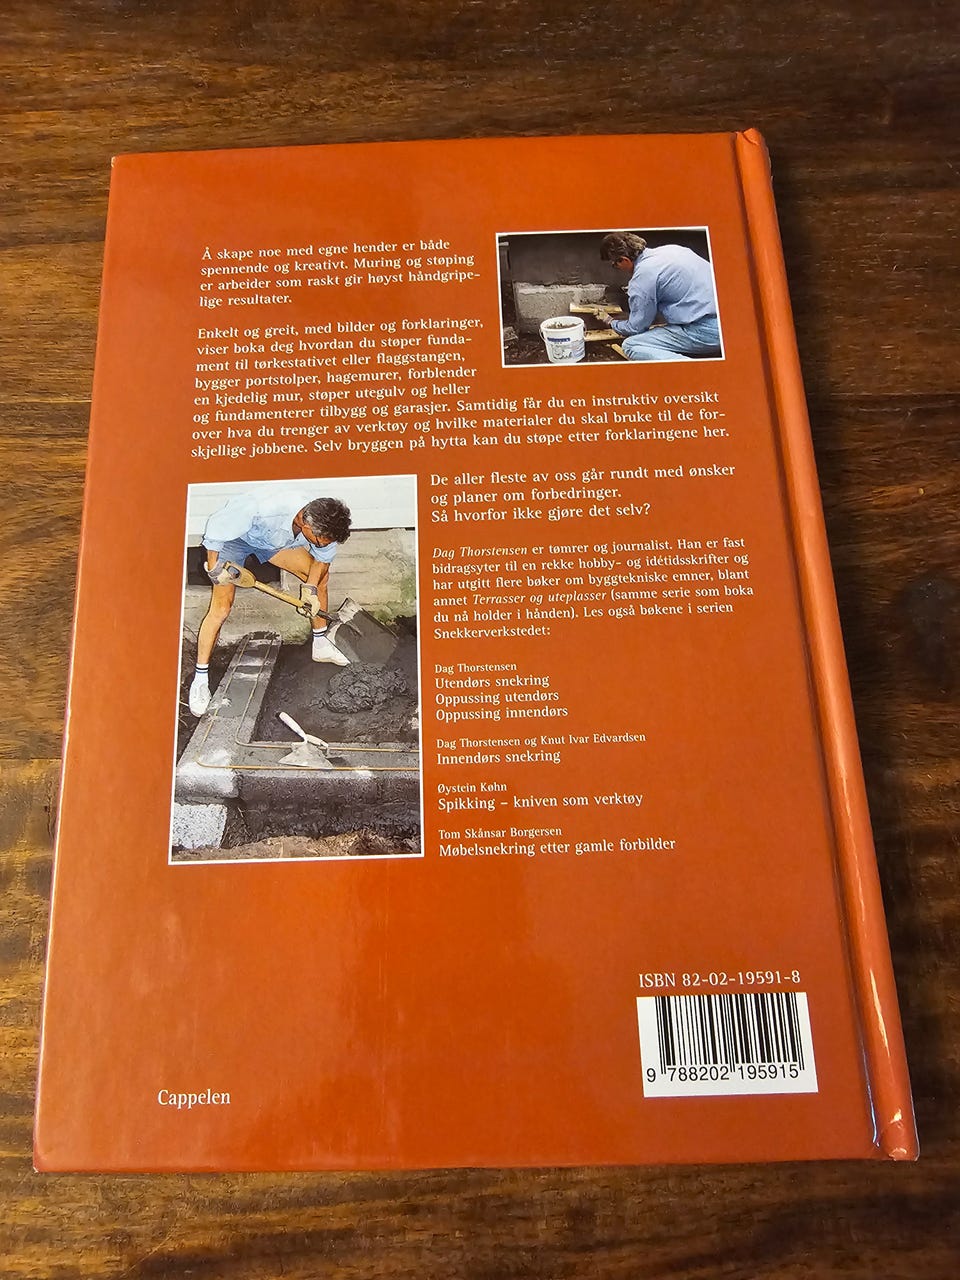 Å skape noe med egne hender er både
spennende og kreativt. Muring og støping
er arbeider som raskt gir høyst håndgripe-
lige resultater.
Enkelt og greit, med bilder og forklaringer,
viser boka deg hvordan du støper funda-
ment til tørkestativet eller flaggstangen,
bygger portstolper, hagemurer, forblender
en kjedelig mur, støper utegulv og heller
og fundamenterer tilbygg og garasjer. Samtidig får du en instruktiv oversikt
over hva du trenger av verktøy og hvilke materialer du skal bruke til de for-
skjellige jobbene. Selv bryggen på hytta kan du støpe etter forklaringene her.
De aller fleste av oss går rundt med ønsker
og planer om forbedringer.
Så hvorfor ikke gjøre det selv?
Dag Thorstensen er tømrer og journalist. Han er fast
bidragsyter til en rekke hobby- og idétidsskrifter og
har utgitt flere bøker om byggtekniske emner, blant
annet Terrasser og uteplasser (samme serie som boka
du nå holder i hånden). Les også bøkene i serien
Snekkerverkstedet:
Dag Thorstensen
Utendørs snekring
Oppussing utendørs
Oppussing innendørs
Dag Thorstensen og Knut Ivar Edvardsen
Innendørs snekring
Øystein Køhn
Spikking – kniven som verktøy
Tom Skånsar Borgersen
Møbelsnekring etter gamle forbilder
ISBN 82-02-19591-8
9 788202 195915
Cappelen